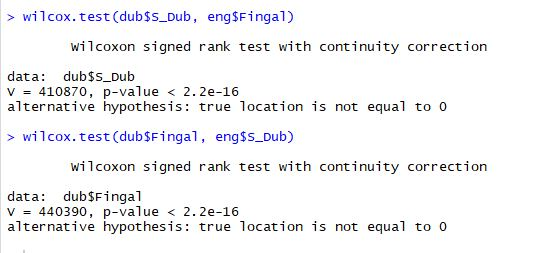 > wilcox.test(dub$S_Dub, eng$Fingal)
Wilcoxon signed rank test with continuity correction
data: dub$S_Dub
V = 410870, p-value < 2.2e-16
alternative hypothesis: true location is not equal to 0
> wilcox.test(dub$Fingal, eng$S_Dub)
Wilcoxon signed rank test with continuity correction
data: dub$Fingal
V = 440390, p-value < 2.2e-16
alternative hypothesis: true location is not equal to 0